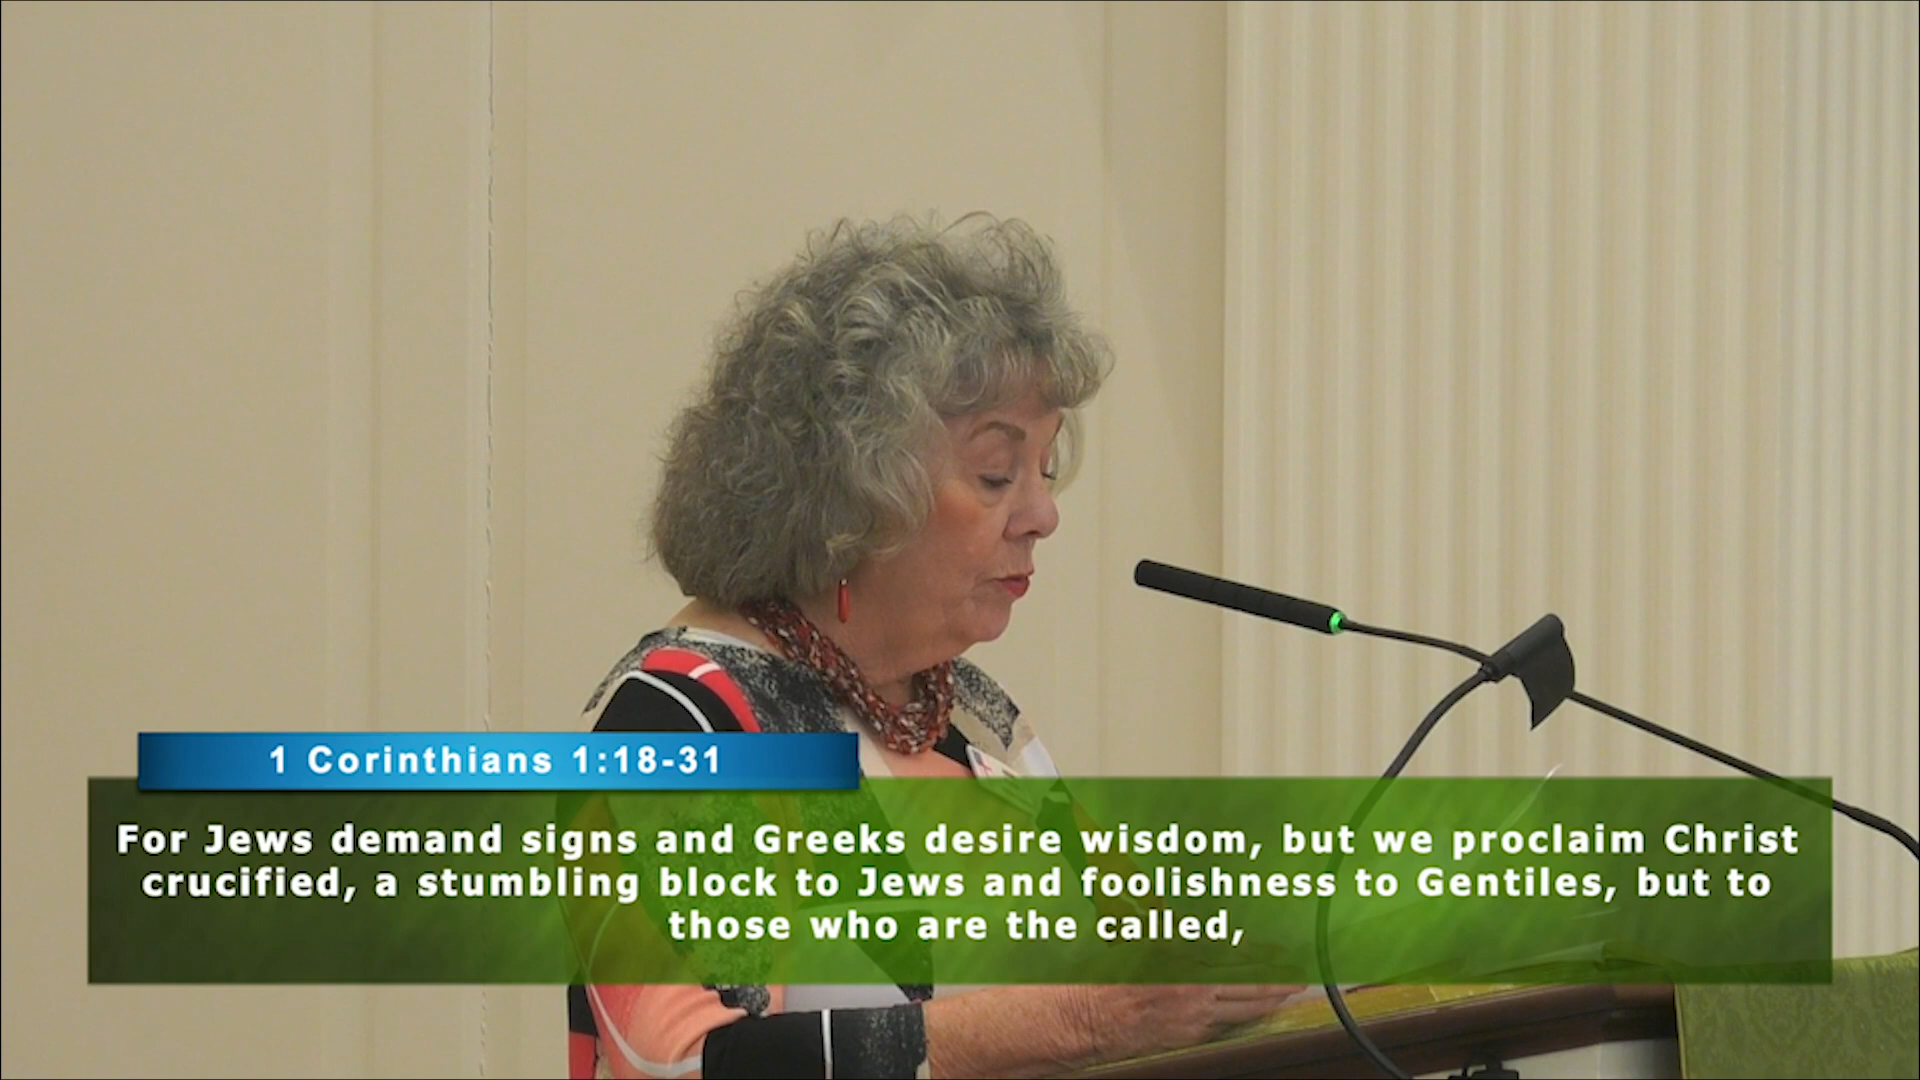 1 Corinthians 1:18-31
For Jews demand signs and Greeks desire wisdom, but we proclaim Christ
crucified, a stumbling block to Jews and foolishness to Gentiles, but to
those who are the called,